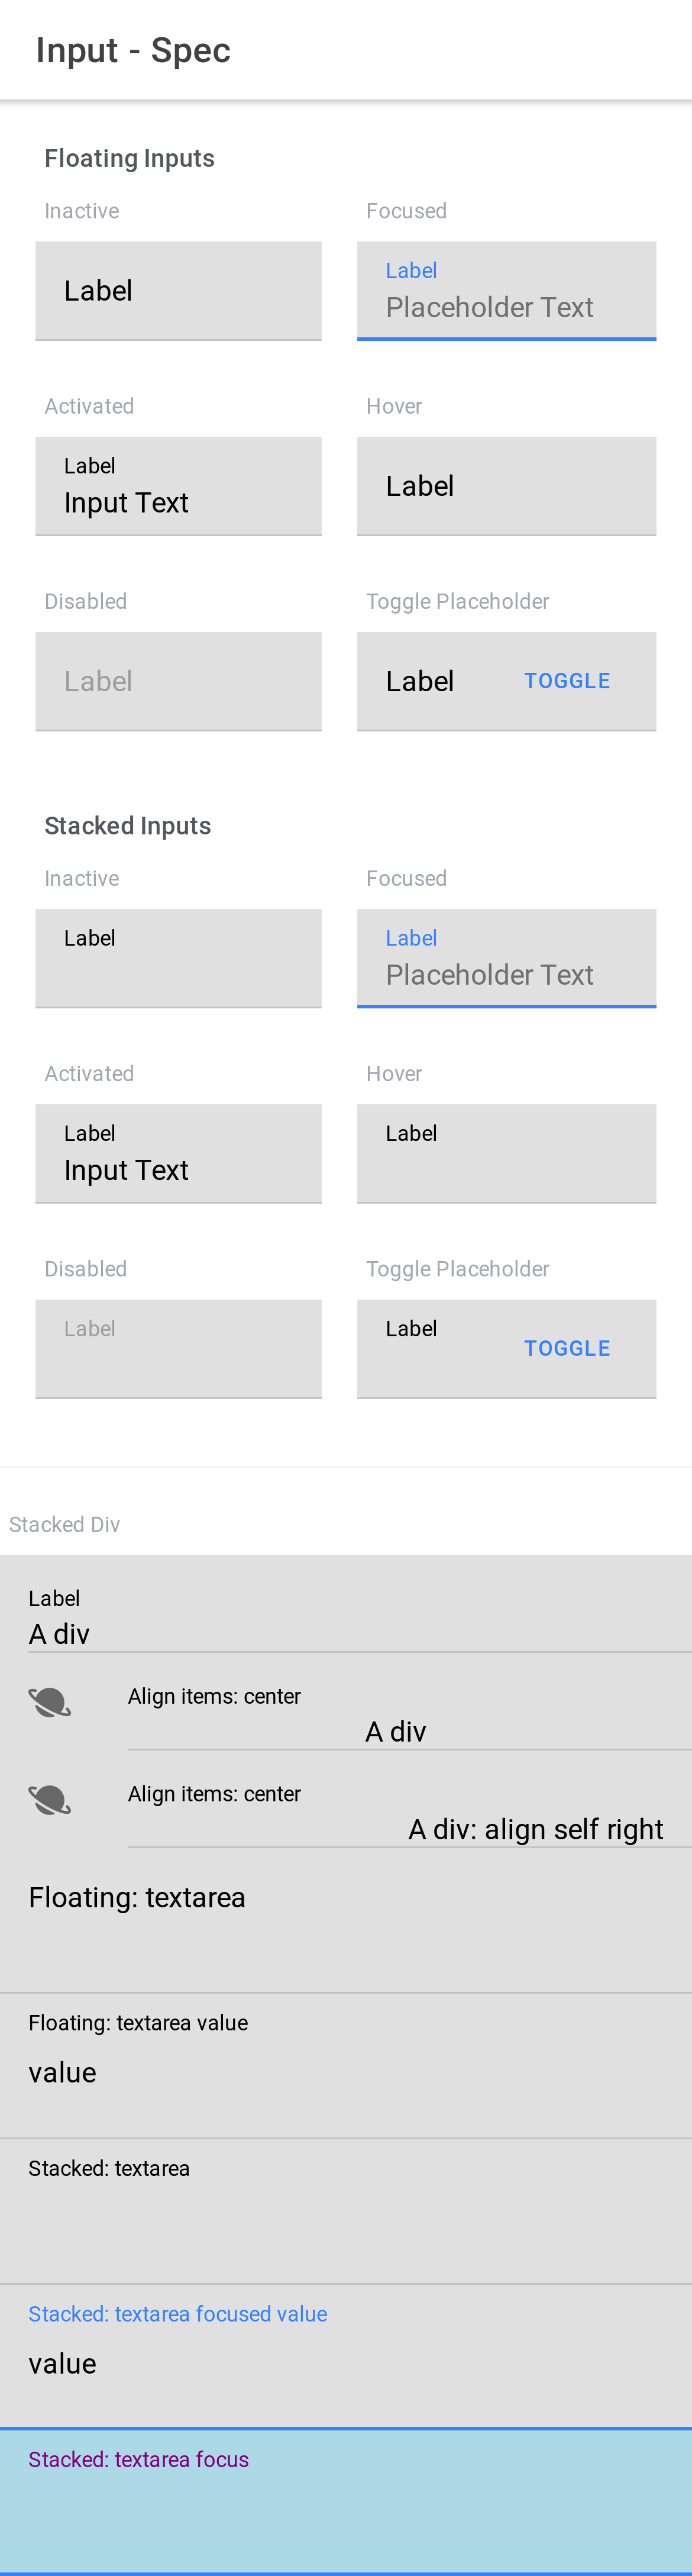 Input - Spec
Floating Inputs
Inactive
Focused
Label
Label
Placeholder Text
Activated
Hover
Label
Input Text
Label
Disabled
Toggle Placeholder
Label
Label
TOGGLE
Stacked Inputs
Inactive
Focused
Label
Label
Placeholder Text
Activated
Hover
Label
Input Text
Label
Disabled
Toggle Placeholder
Label
Label
TOGGLE
Stacked Div
Label
A div
Align items: center
A div
Align items: center
A div: align self right
Floating: textarea
Floating: textarea value
value
Stacked: textarea
Stacked: textarea focused value
value
Stacked: textarea focus